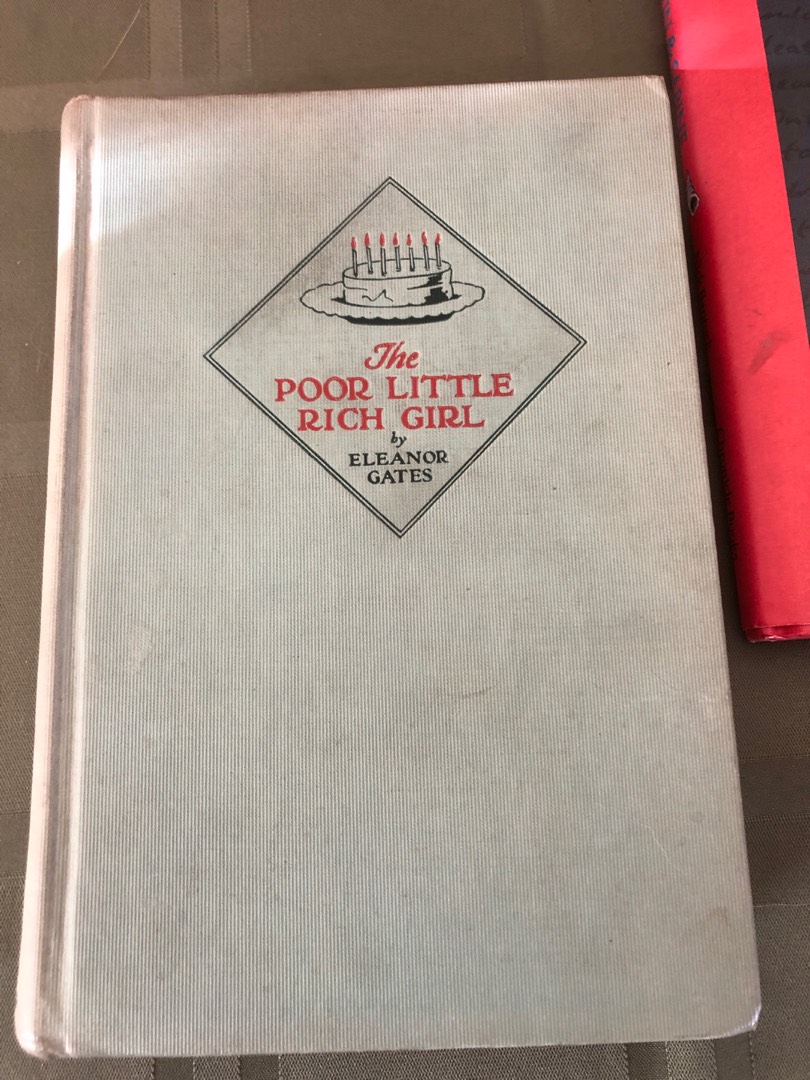 The
POOR LITTLE
RICH GIRL
by
ELEANOR
GATES